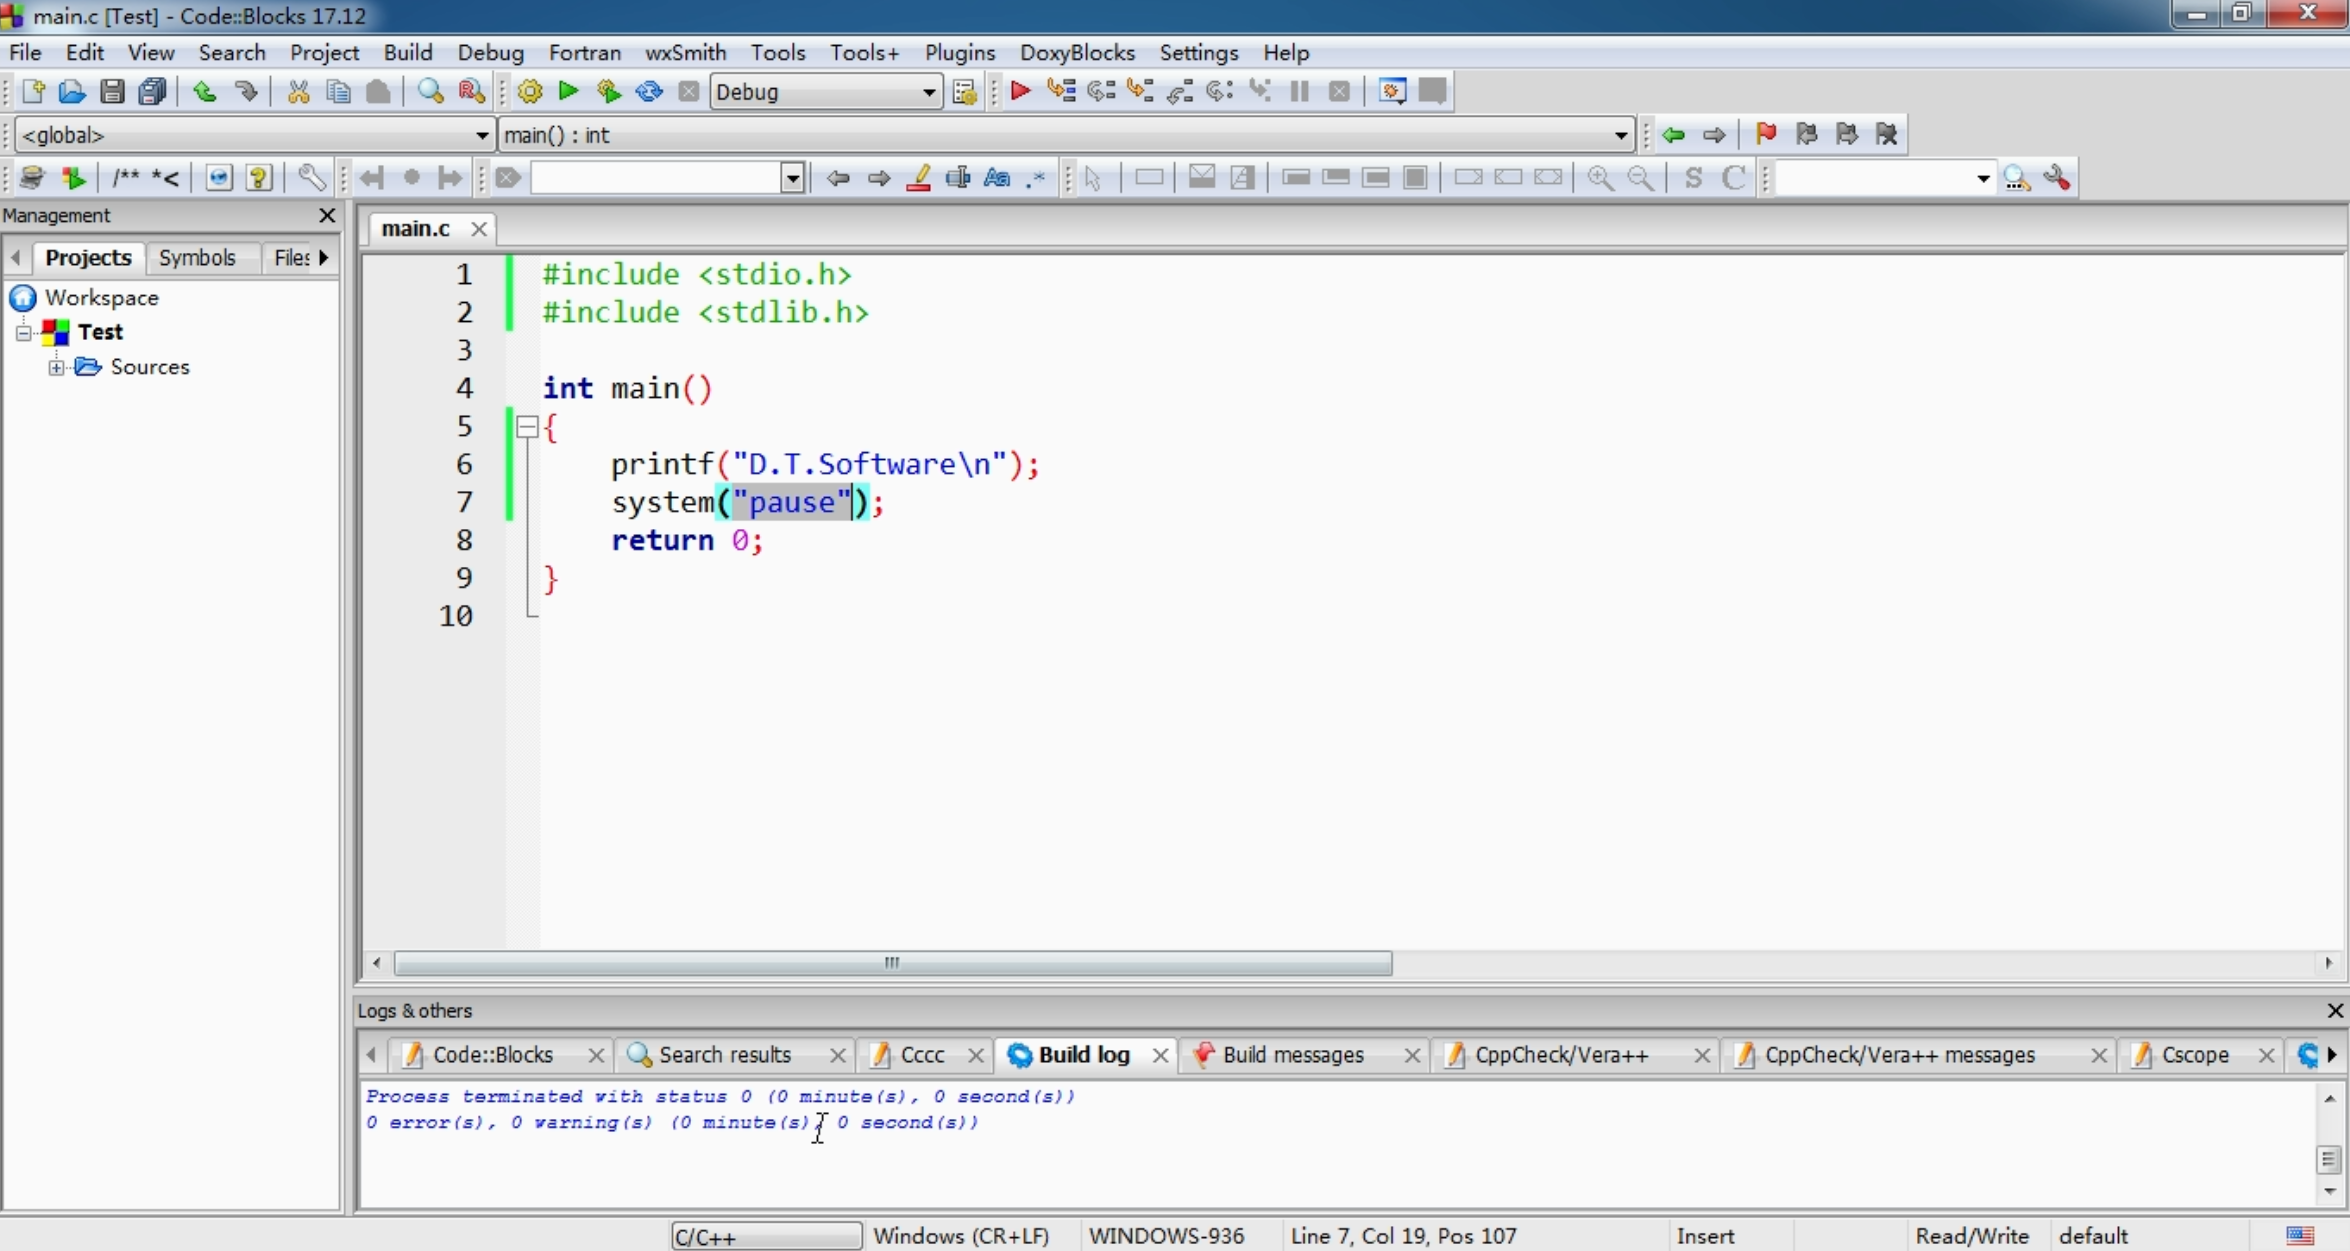 main.c [Test] - Code::Blocks 17.12
File Edit View Search Project Build Debug Fortran wxSmith Tools Tools+ Plugins DoxyBlocks Settings Help
Debug
<global> main() : int
/** *<
S C
Management
main.c
Projects Symbols Files
Workspace
Test
Sources
1 #include <stdio.h>
2 #include <stdlib.h>
3
4 int main()
5 {
6 printf("D.T.Software\n");
7 system("pause");
8 return 0;
9 }
10
Logs & others
Code::Blocks Search results Cccc Build log Build messages CppCheck/Vera++ CppCheck/Vera++ messages Cscope
Process terminated with status 0 (0 minute(s), 0 second(s))
0 error(s), 0 warning(s) (0 minute(s), 0 second(s))
C/C++ Windows (CR+LF) WINDOWS-936 Line 7, Col 19, Pos 107 Insert Read/Write default